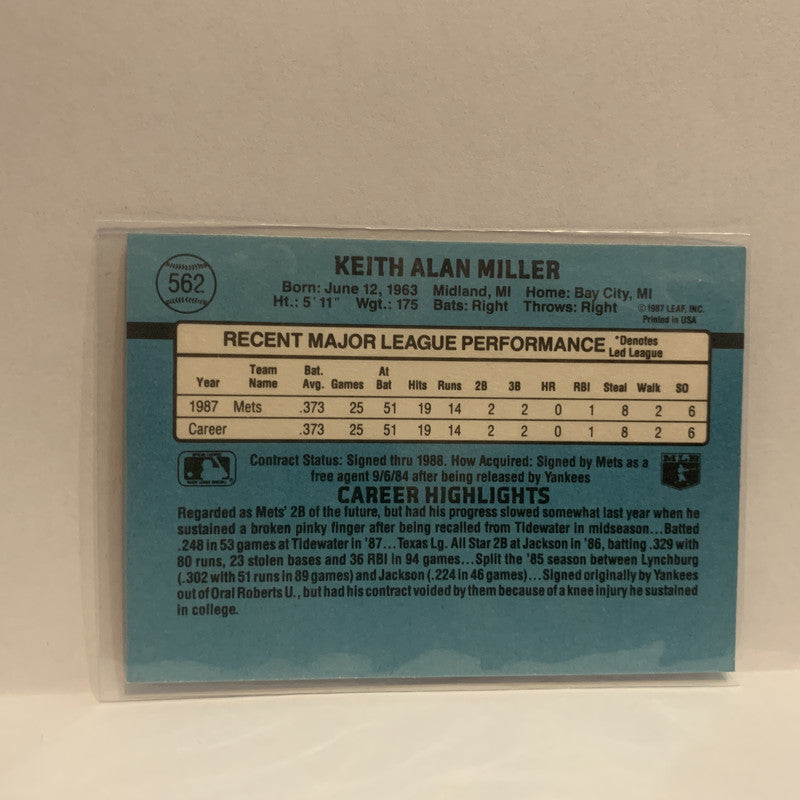 562
KEITH ALAN MILLER
Born: June 12, 1963 Midland, MI Home: Bay City, MI
Ht.: 5'11" Wgt.: 175 Bats: Right Throws: Right
©1987 LEAF, INC.
Printed in USA
RECENT MAJOR LEAGUE PERFORMANCE *Denotes Led League
Year Team Name Bat. Avg. Games At Bat Hits Runs 2B 3B HR RBI Steal Walk SO
1987 Mets .373 25 51 19 14 2 2 0 1 8 2 6
Career .373 25 51 19 14 2 2 0 1 8 2 6
Contract Status: Signed thru 1988. How Acquired: Signed by Mets as a
free agent 9/6/84 after being released by Yankees
MLB
CAREER HIGHLIGHTS
Regarded as Mets' 2B of the future, but had his progress slowed somewhat last year when he
sustained a broken pinky finger after being recalled from Tidewater in midseason...Batted
.248 in 53 games at Tidewater in '87...Texas Lg. All Star 2B at Jackson in '86, batting .329 with
80 runs, 23 stolen bases and 36 RBI in 94 games...Split the '85 season between Lynchburg
(.302 with 51 runs in 89 games) and Jackson (.224 in 46 games)...Signed originally by Yankees
out of Oral Roberts U., but had his contract voided by them because of a knee injury he sustained
in college.